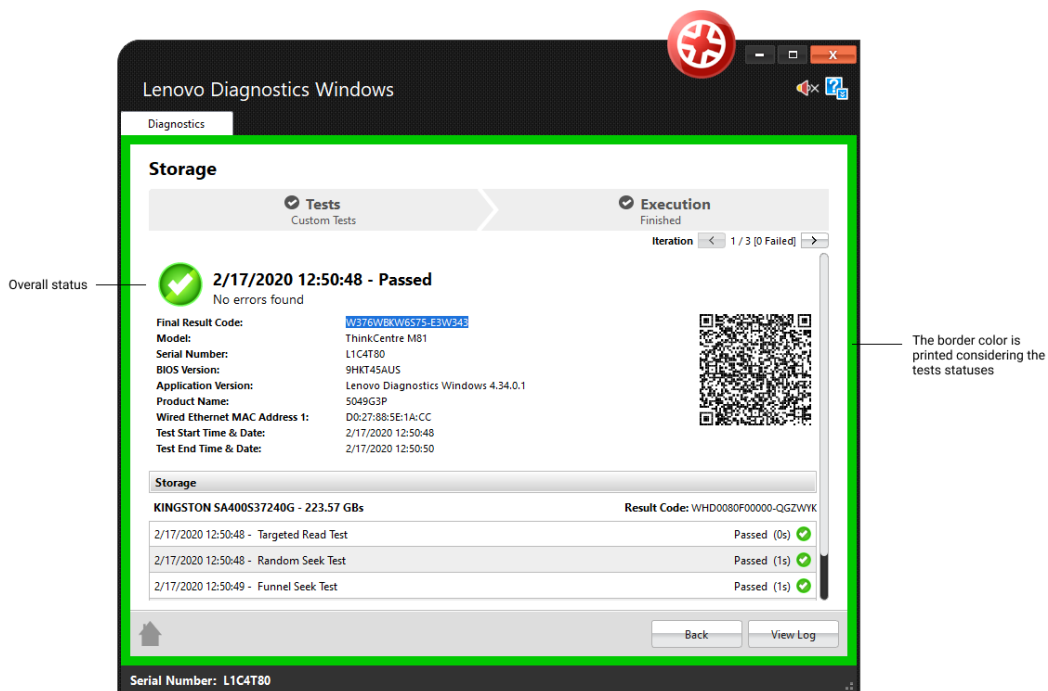 Lenovo Diagnostics Windows
Diagnostics
Storage
Tests
Custom Tests
Execution
Finished
Iteration < 1 / 3 [0 Failed] >
Overall status
2/17/2020 12:50:48 - Passed
No errors found
Final Result Code: W376WBKW6S75-E3W343
Model: ThinkCentre M81
Serial Number: L1C4T80
BIOS Version: 9HKT45AUS
Application Version: Lenovo Diagnostics Windows 4.34.0.1
Product Name: 5049G3P
Wired Ethernet MAC Address 1: D0:27:88:5E:1A:CC
Test Start Time & Date: 2/17/2020 12:50:48
Test End Time & Date: 2/17/2020 12:50:50
The border color is
printed considering the
tests statuses
Storage
KINGSTON SA400S37240G - 223.57 GBs Result Code: WHD0080F00000-QGZWYK
2/17/2020 12:50:48 - Targeted Read Test Passed (0s)
2/17/2020 12:50:48 - Random Seek Test Passed (1s)
2/17/2020 12:50:49 - Funnel Seek Test Passed (1s)
Back
View Log
Serial Number: L1C4T80